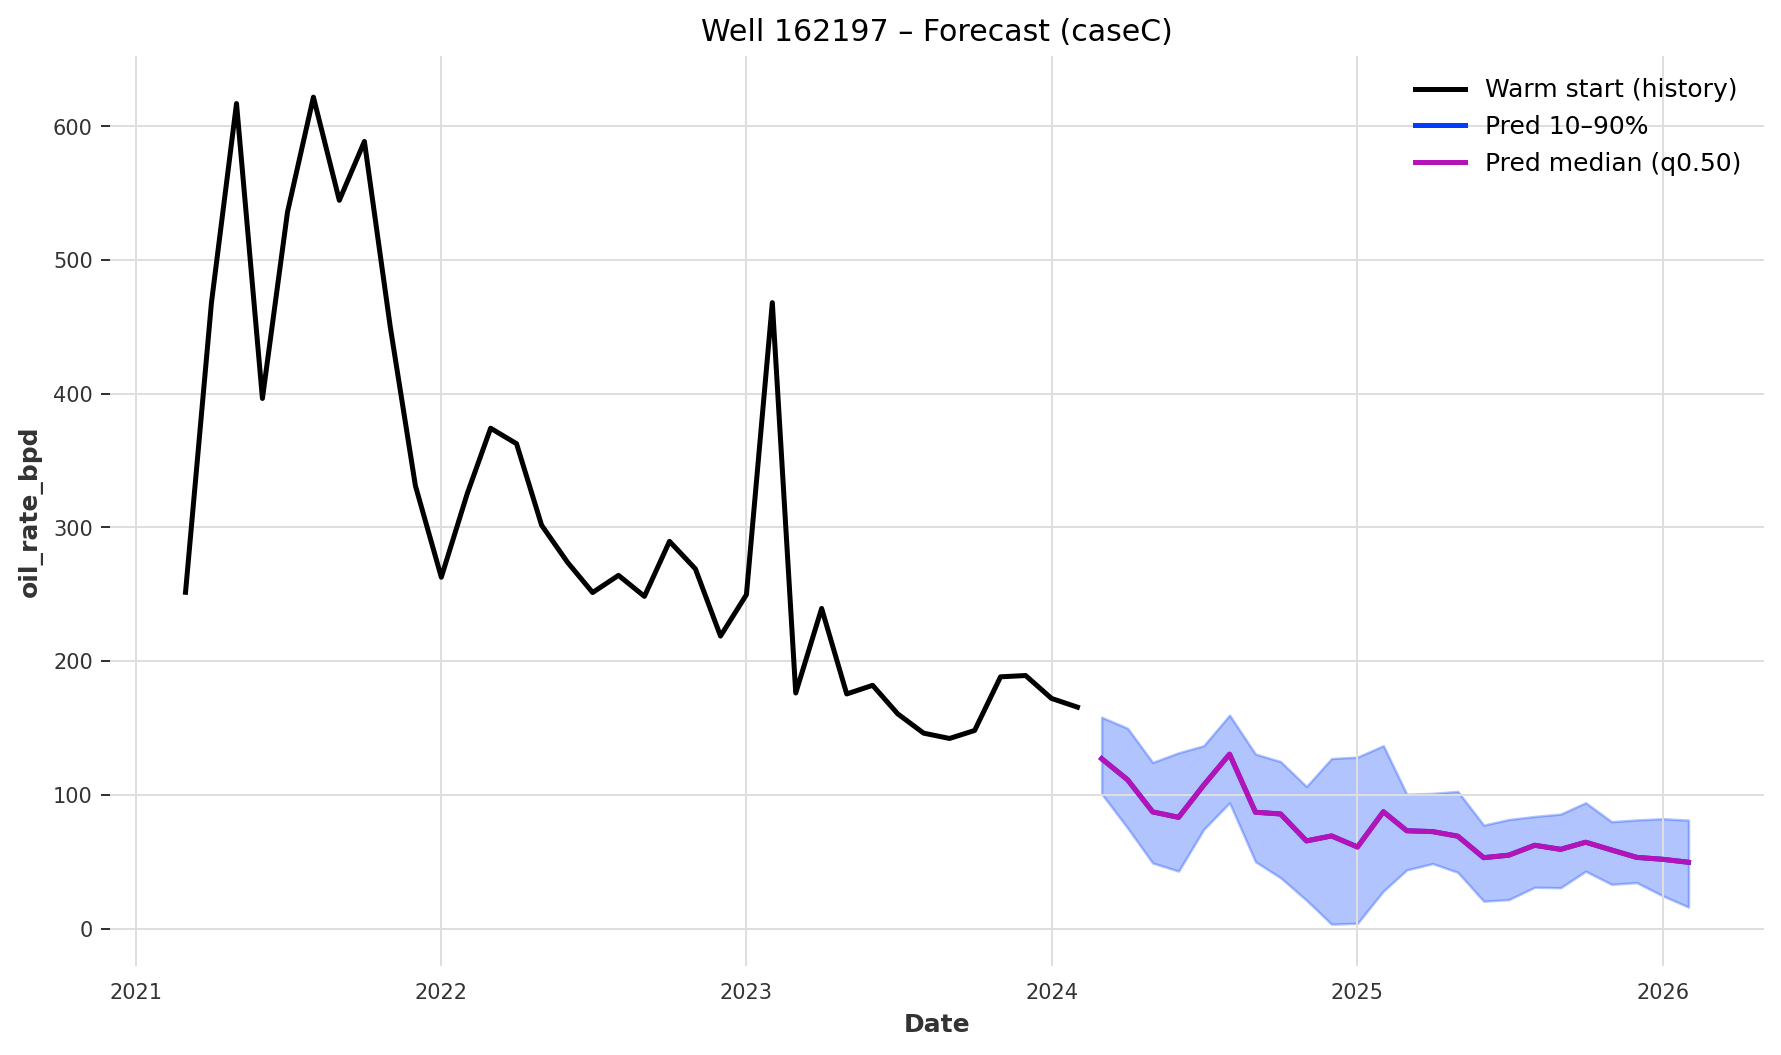 Well 162197 – Forecast (caseC)
Warm start (history)
Pred 10–90%
Pred median (q0.50)
oil_rate_bpd
600
500
400
300
200
100
0
2021
2022
2023
2024
2025
2026
Date